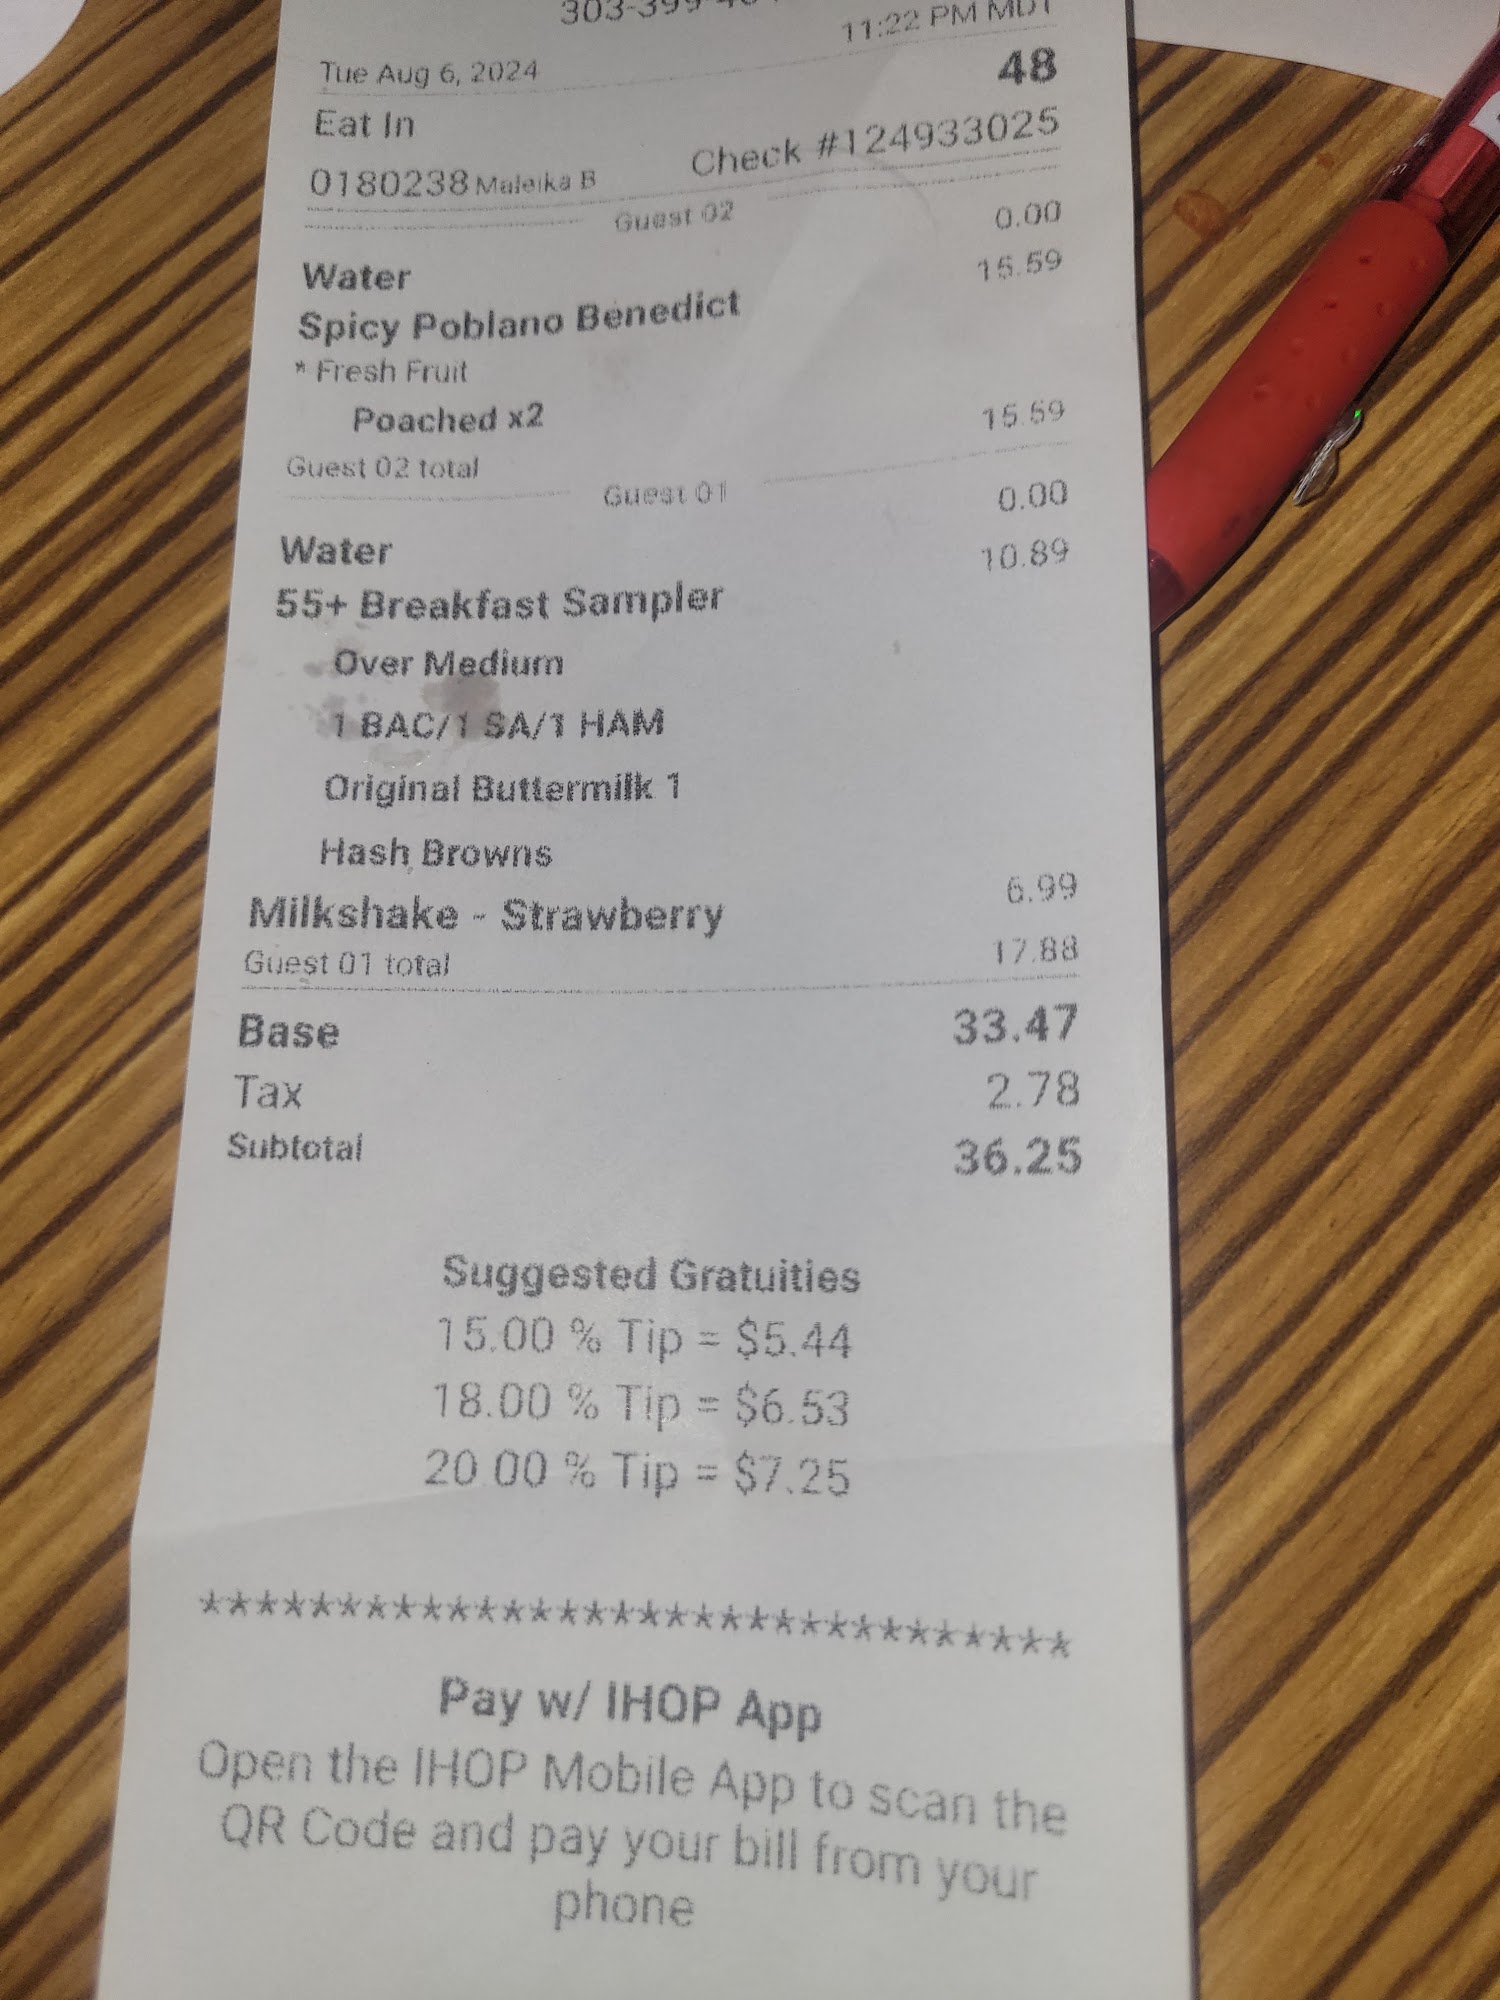 303-399-
11:22 PM MDT
Tue Aug 6, 2024
48
Eat In
Check #124933025
0180238 Maleika B
Guest 02
Water 0.00
Spicy Poblano Benedict 15.59
* Fresh Fruit
Poached x2
Guest 02 total 15.59
Guest 01
Water 0.00
55+ Breakfast Sampler 10.89
Over Medium
1 BAC/1 SA/1 HAM
Original Buttermilk 1
Hash Browns
Milkshake - Strawberry 6.99
Guest 01 total 17.88
Base 33.47
Tax 2.78
Subtotal 36.25
Suggested Gratuities
15.00 % Tip = $5.44
18.00 % Tip = $6.53
20.00 % Tip = $7.25
********************************
Pay w/ IHOP App
Open the IHOP Mobile App to scan the
QR Code and pay your bill from your
phone